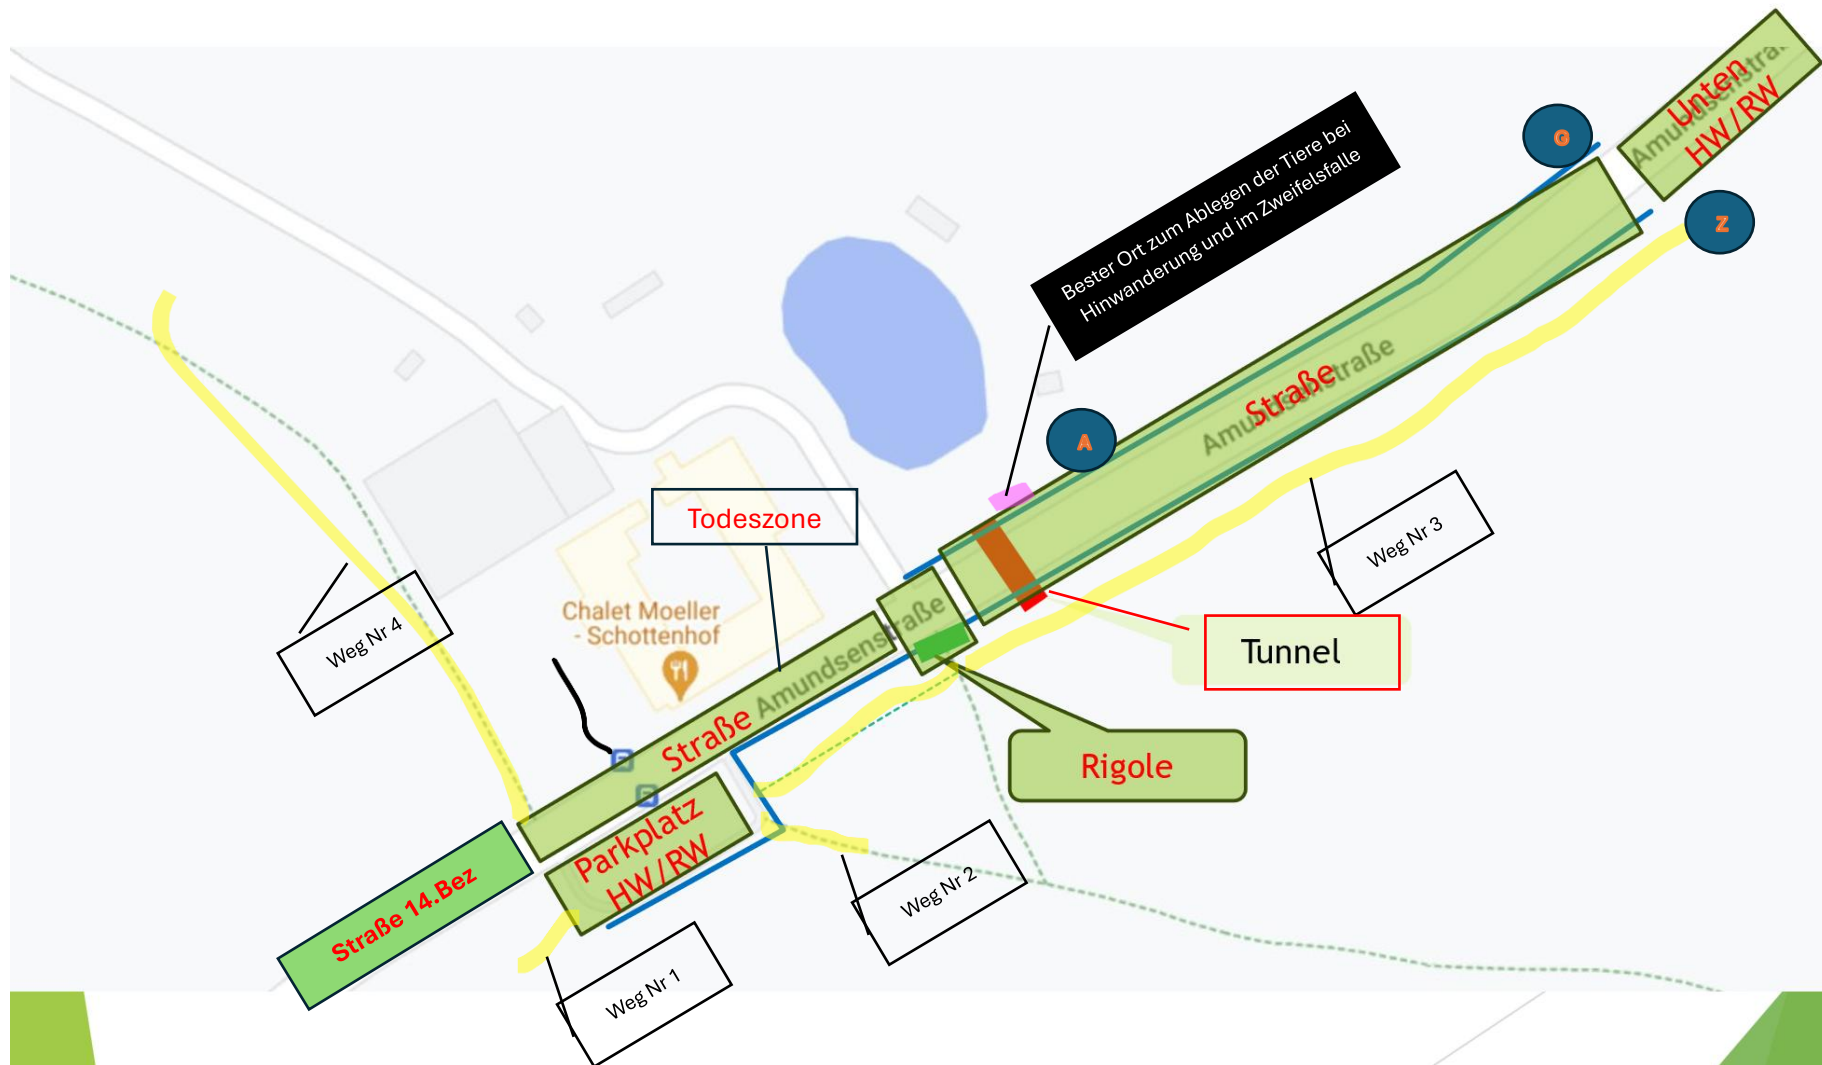 Amundsenstraß
Unten
HW/RW
G
Z
Bester Ort zum Ablegen der Tiere bei
Hinwanderung und im Zweifelsfalle
Amundsenstraße
Straße
A
Todeszone
Weg Nr 3
Chalet Moeller
- Schottenhof
Amundsenstraße
Straße
Weg Nr 4
Tunnel
Rigole
Parkplatz
HW/RW
Straße 14.Bez
Weg Nr 2
Weg Nr 1